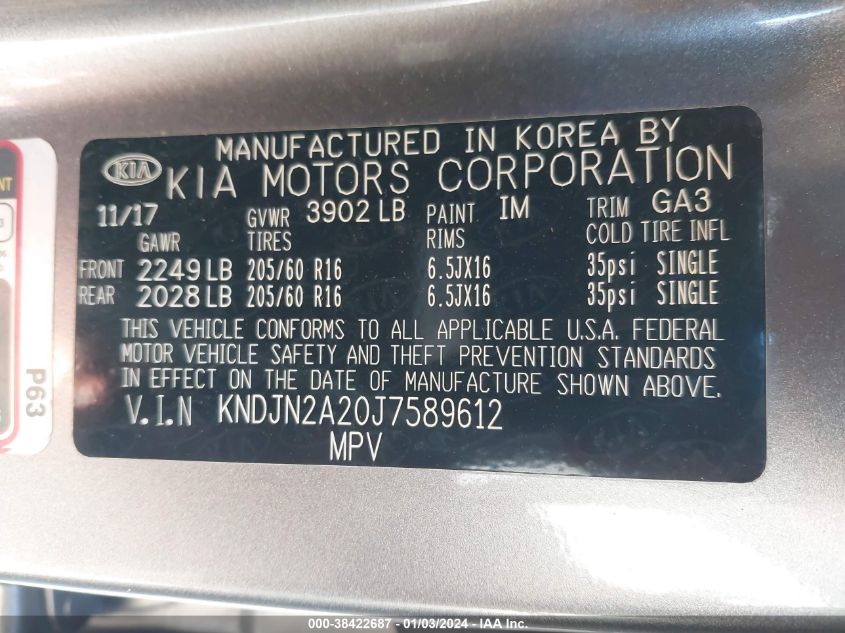 MANUFACTURED IN KOREA BY
KIA KIA MOTORS CORPORATION
11/17 GVWR 3902 LB PAINT IM TRIM GA3
GAWR TIRES RIMS COLD TIRE INFL
FRONT 2249 LB 205/60 R16 6.5JX16 35psi SINGLE
REAR 2028 LB 205/60 R16 6.5JX16 35psi SINGLE
THIS VEHICLE CONFORMS TO ALL APPLICABLE U.S.A. FEDERAL
MOTOR VEHICLE SAFETY AND THEFT PREVENTION STANDARDS
IN EFFECT ON THE DATE OF MANUFACTURE SHOWN ABOVE.
V.I.N KNDJN2A20J7589612
MPV
P63
000-38422687 - 01/03/2024 - IAA Inc.